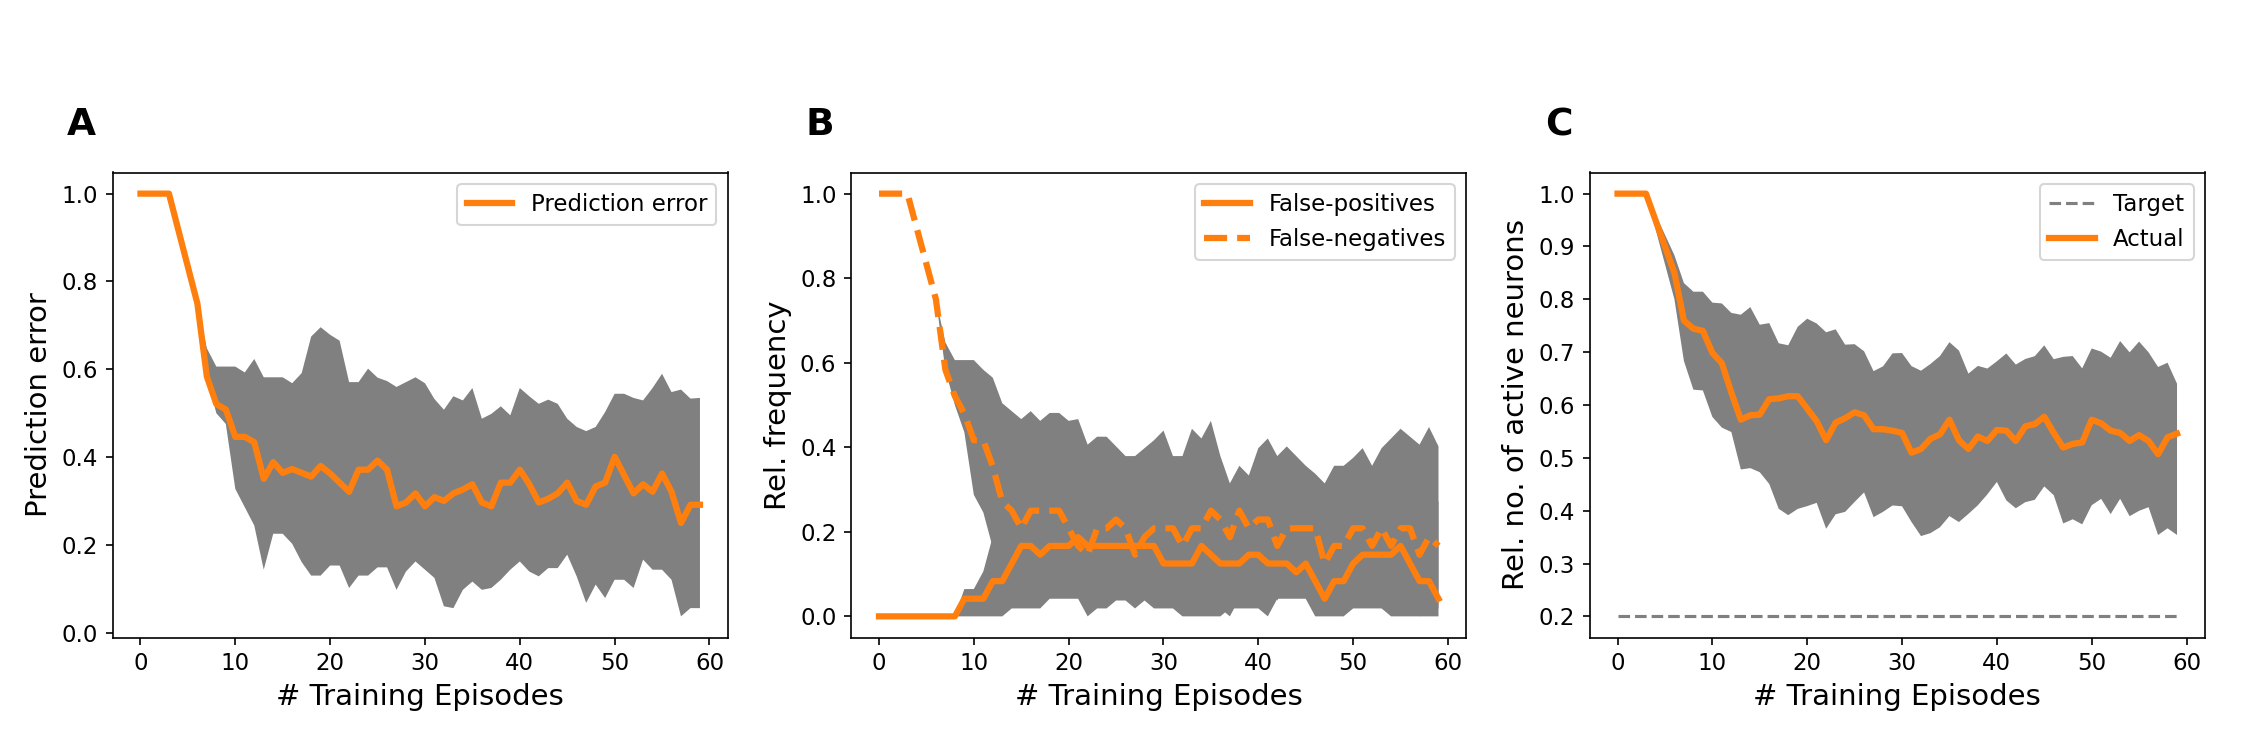 A
B
C
Prediction error
1.0
0.8
0.6
0.4
0.2
0.0
0 10 20 30 40 50 60
# Training Episodes
Prediction error
Rel. frequency
1.0
0.8
0.6
0.4
0.2
0.0
0 10 20 30 40 50 60
# Training Episodes
False-positives
False-negatives
Rel. no. of active neurons
1.0
0.9
0.8
0.7
0.6
0.5
0.4
0.3
0.2
0 10 20 30 40 50 60
# Training Episodes
Target
Actual